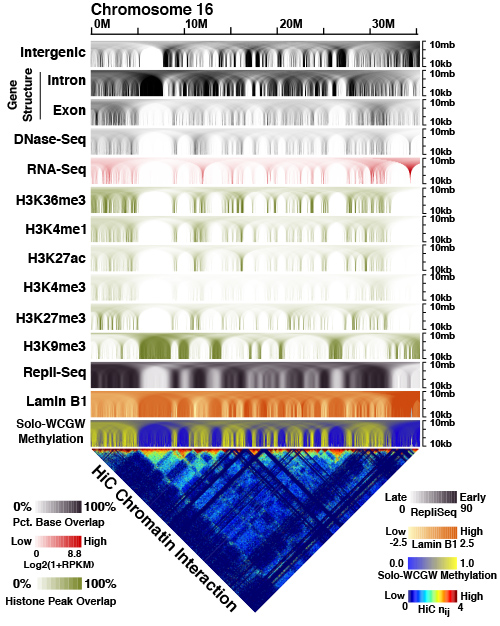 Chromosome 16
0M 10M 20M 30M
Intergenic 10mb
10kb
Gene Structure
Intron 10mb
10kb
Exon 10mb
10kb
DNase-Seq 10mb
10kb
RNA-Seq 10mb
10kb
H3K36me3 10mb
10kb
H3K4me1 10mb
10kb
H3K27ac 10mb
10kb
H3K4me3 10mb
10kb
H3K27me3 10mb
10kb
H3K9me3 10mb
10kb
Repli-Seq 10mb
10kb
Lamin B1 10mb
10kb
Solo-WCGW 10mb
Methylation 10kb
HiC Chromatin Interaction
0% 100%
Pct. Base Overlap
Low High
0 8.8
Log2(1+RPKM)
0% 100%
Histone Peak Overlap
Late Early
0 RepliSeq 90
Low High
-2.5 Lamin B1 2.5
0.0 1.0
Solo-WCGW Methylation
Low High
0 HiC nij 4